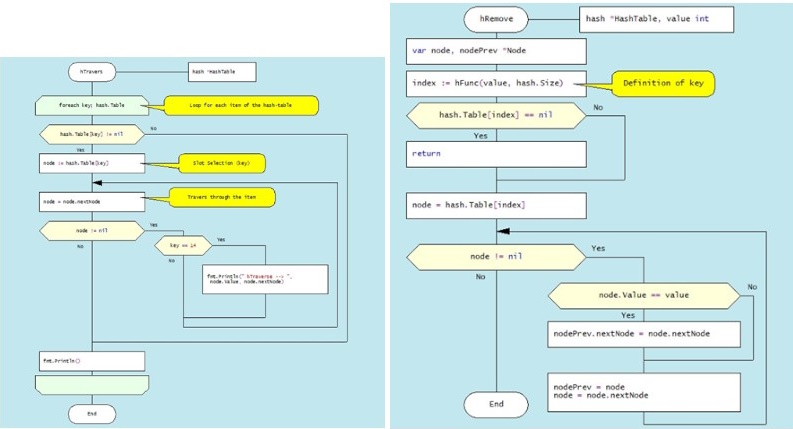 hTravers
hash *HashTable
foreach key; hash.Table
Loop for each item of the hash-table
hash.Table[key] != nil
No
Yes
node := hash.Table[key]
Slot Selection (key)
node = node.nextNode
Travers through the item
node != nil
Yes
No
key == 14
Yes
No
fmt.Println(" hTraverse --> ",
node.Value, node.nextNode)
fmt.Println()
End
hRemove
hash *HashTable, value int
var node, nodePrev *Node
index := hFunc(value, hash.Size)
Definition of key
hash.Table[index] == nil
No
Yes
return
node = hash.Table[index]
node != nil
Yes
No
node.Value == value
No
Yes
nodePrev.nextNode = node.nextNode
nodePrev = node
node = node.nextNode
End